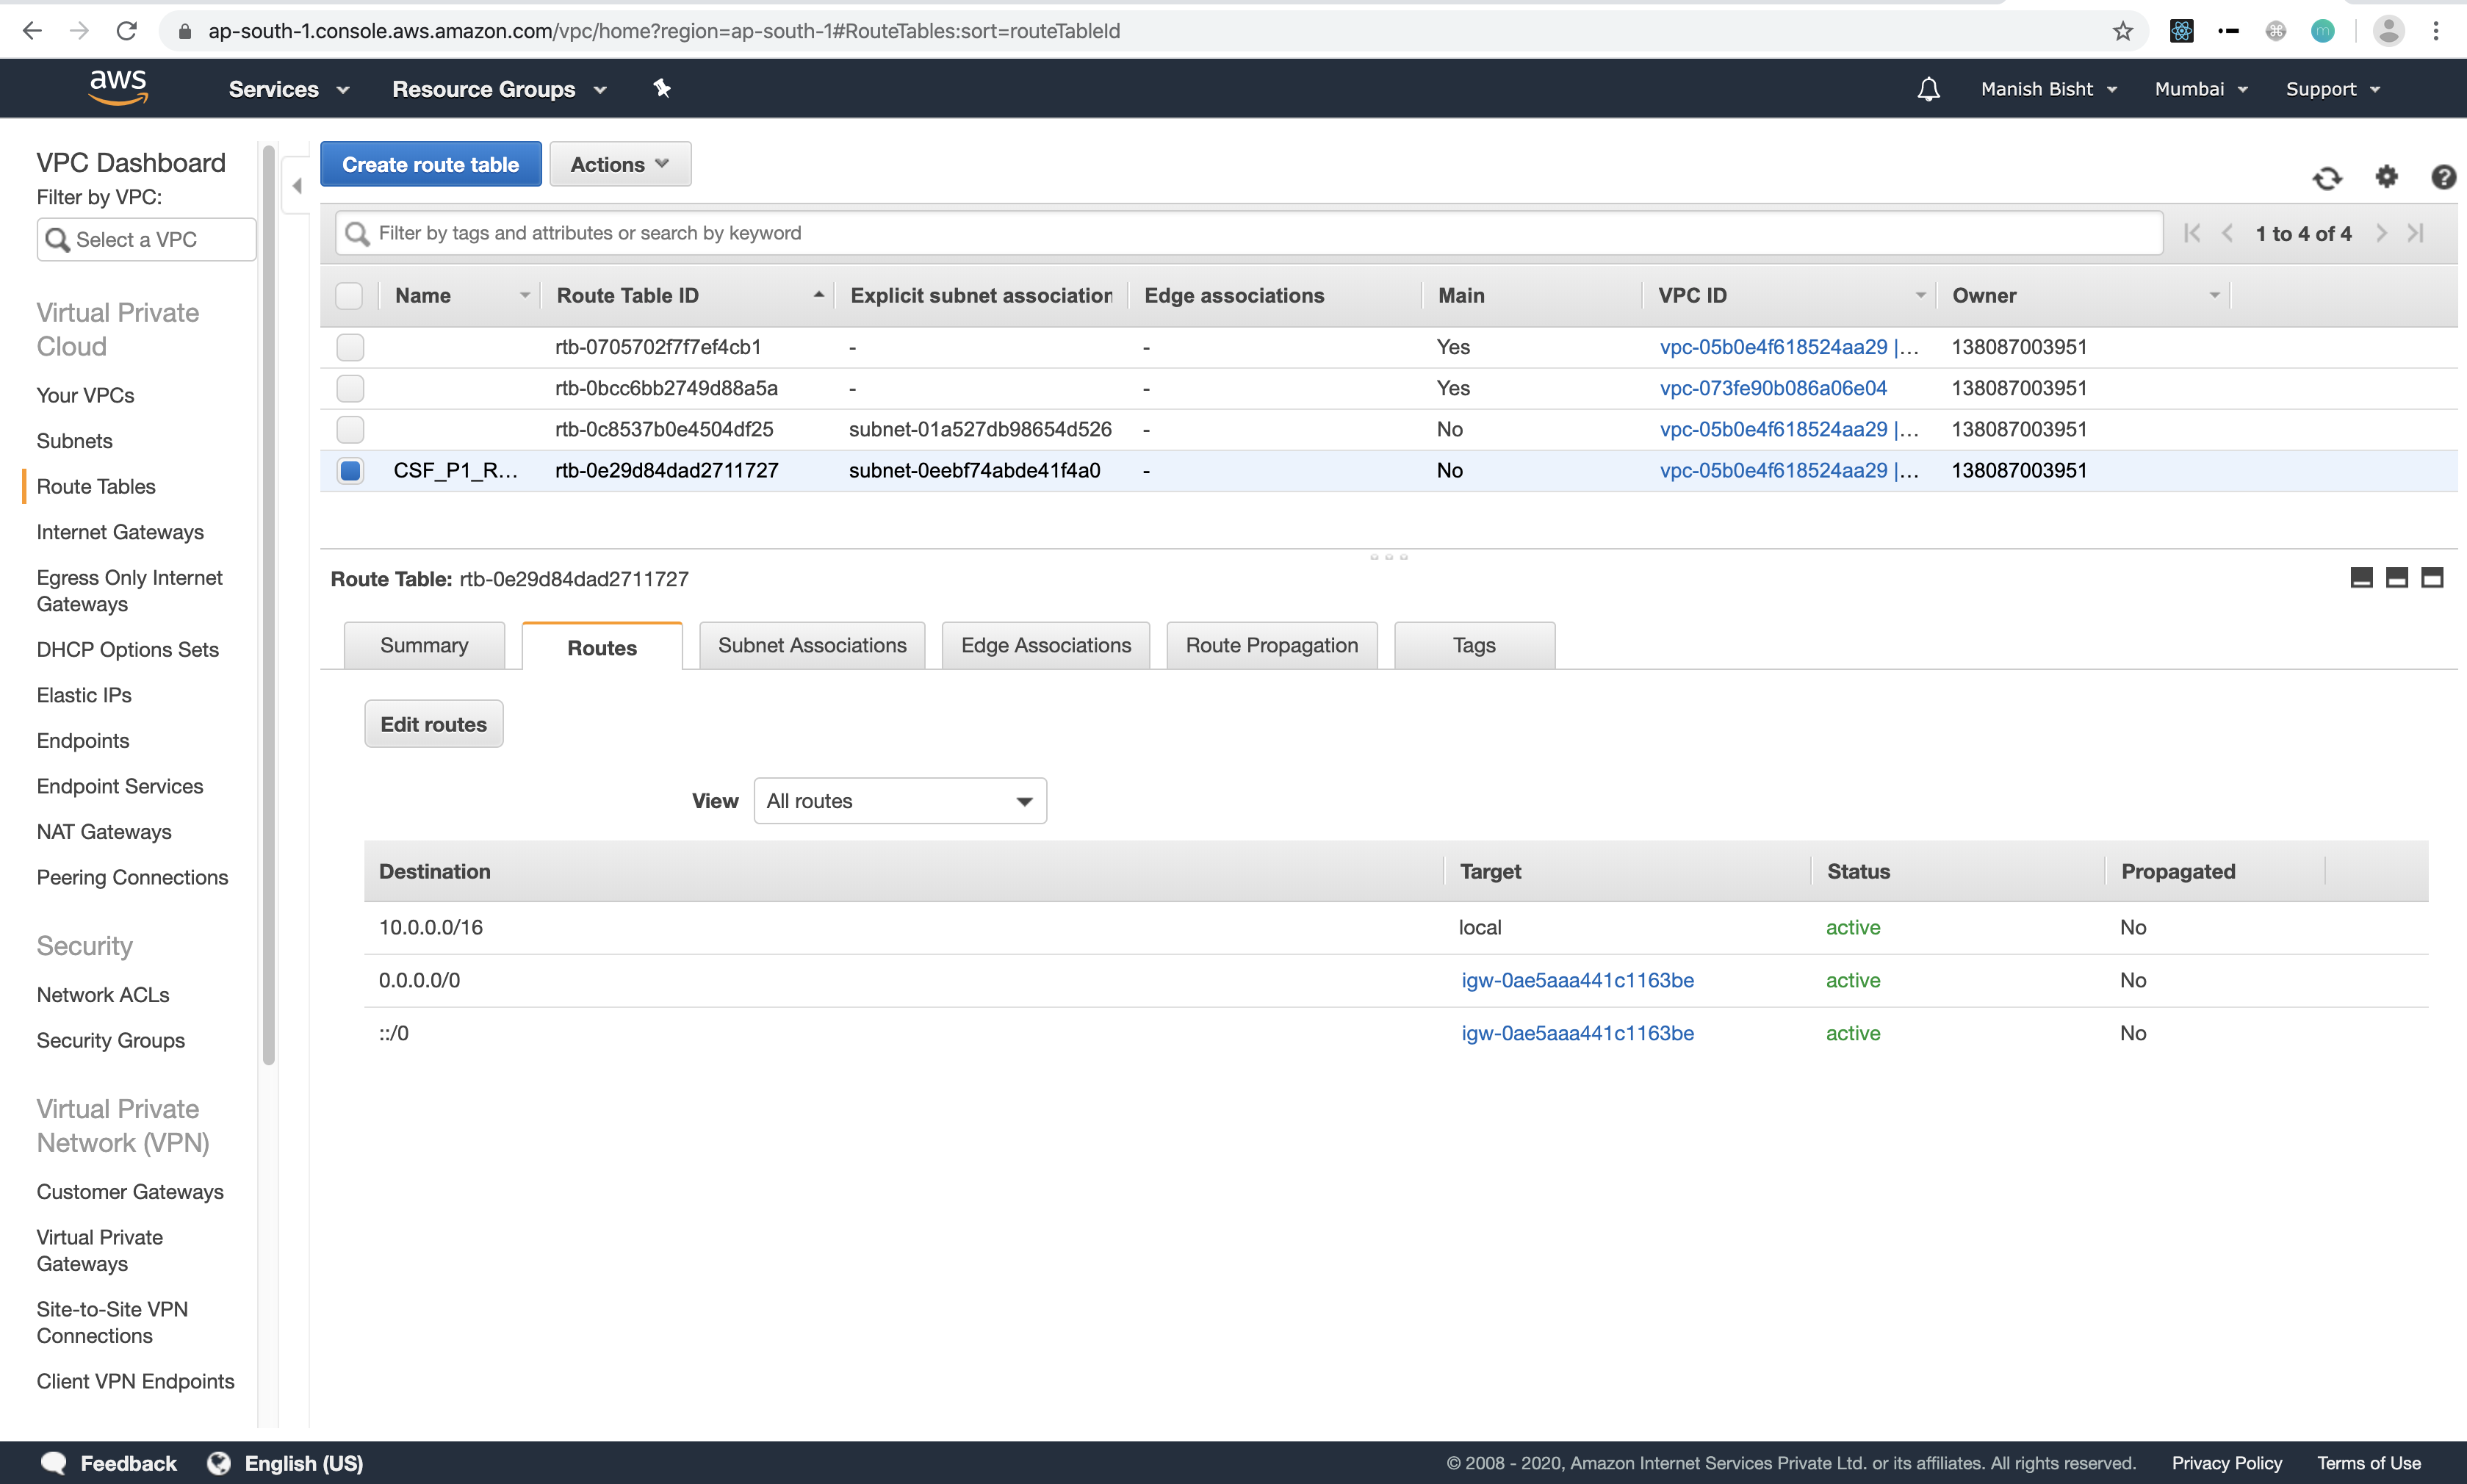 ap-south-1.console.aws.amazon.com/vpc/home?region=ap-south-1#RouteTables:sort=routeTableId
aws
Services
Resource Groups
Manish Bisht
Mumbai
Support
VPC Dashboard
Filter by VPC:
Select a VPC
Virtual Private
Cloud
Your VPCs
Subnets
Route Tables
Internet Gateways
Egress Only Internet
Gateways
DHCP Options Sets
Elastic IPs
Endpoints
Endpoint Services
NAT Gateways
Peering Connections
Security
Network ACLs
Security Groups
Virtual Private
Network (VPN)
Customer Gateways
Virtual Private
Gateways
Site-to-Site VPN
Connections
Client VPN Endpoints
Create route table
Actions
Filter by tags and attributes or search by keyword
1 to 4 of 4
Name Route Table ID Explicit subnet association Edge associations Main VPC ID Owner
rtb-0705702f7f7ef4cb1 - - Yes vpc-05b0e4f618524aa29 |... 138087003951
rtb-0bcc6bb2749d88a5a - - Yes vpc-073fe90b086a06e04 138087003951
rtb-0c8537b0e4504df25 subnet-01a527db98654d526 - No vpc-05b0e4f618524aa29 |... 138087003951
CSF_P1_R... rtb-0e29d84dad2711727 subnet-0eebf74abde41f4a0 - No vpc-05b0e4f618524aa29 |... 138087003951
Route Table: rtb-0e29d84dad2711727
Summary
Routes
Subnet Associations
Edge Associations
Route Propagation
Tags
Edit routes
View All routes
Destination Target Status Propagated
10.0.0.0/16 local active No
0.0.0.0/0 igw-0ae5aaa441c1163be active No
::/0 igw-0ae5aaa441c1163be active No
Feedback
English (US)
© 2008 - 2020, Amazon Internet Services Private Ltd. or its affiliates. All rights reserved.
Privacy Policy
Terms of Use